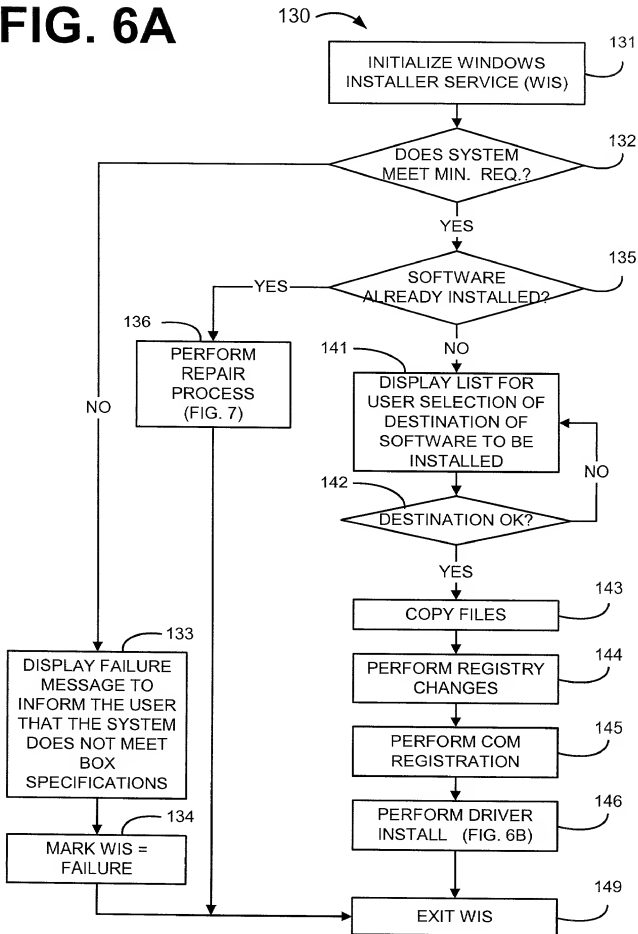 FIG. 6A
130
131
INITIALIZE WINDOWS
INSTALLER SERVICE (WIS)
132
DOES SYSTEM
MEET MIN. REQ.?
YES
135
SOFTWARE
ALREADY INSTALLED?
YES
136
PERFORM
REPAIR
PROCESS
(FIG. 7)
NO
NO
141
DISPLAY LIST FOR
USER SELECTION OF
DESTINATION OF
SOFTWARE TO BE
INSTALLED
NO
142
DESTINATION OK?
YES
143
COPY FILES
133
DISPLAY FAILURE
MESSAGE TO
INFORM THE USER
THAT THE SYSTEM
DOES NOT MEET
BOX
SPECIFICATIONS
144
PERFORM REGISTRY
CHANGES
145
PERFORM COM
REGISTRATION
134
MARK WIS =
FAILURE
146
PERFORM DRIVER
INSTALL (FIG. 6B)
149
EXIT WIS